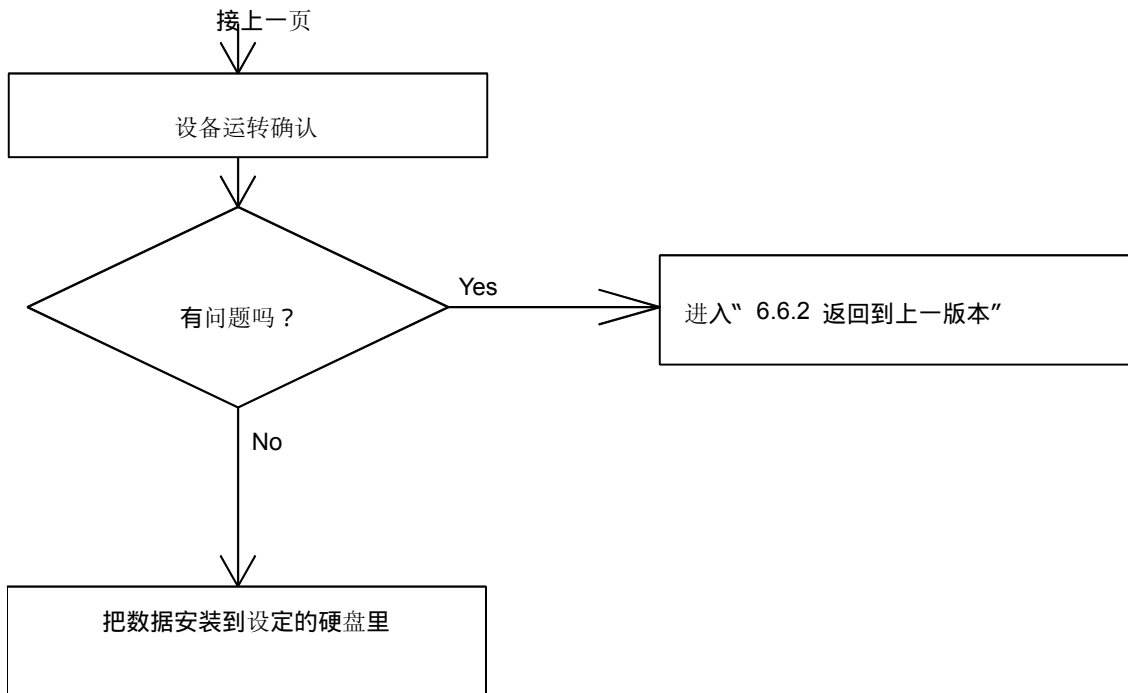 接上一页
设备运转确认
有问题吗？
Yes
进入“ 6.6.2 返回到上一版本”
No
把数据安装到设定的硬盘里